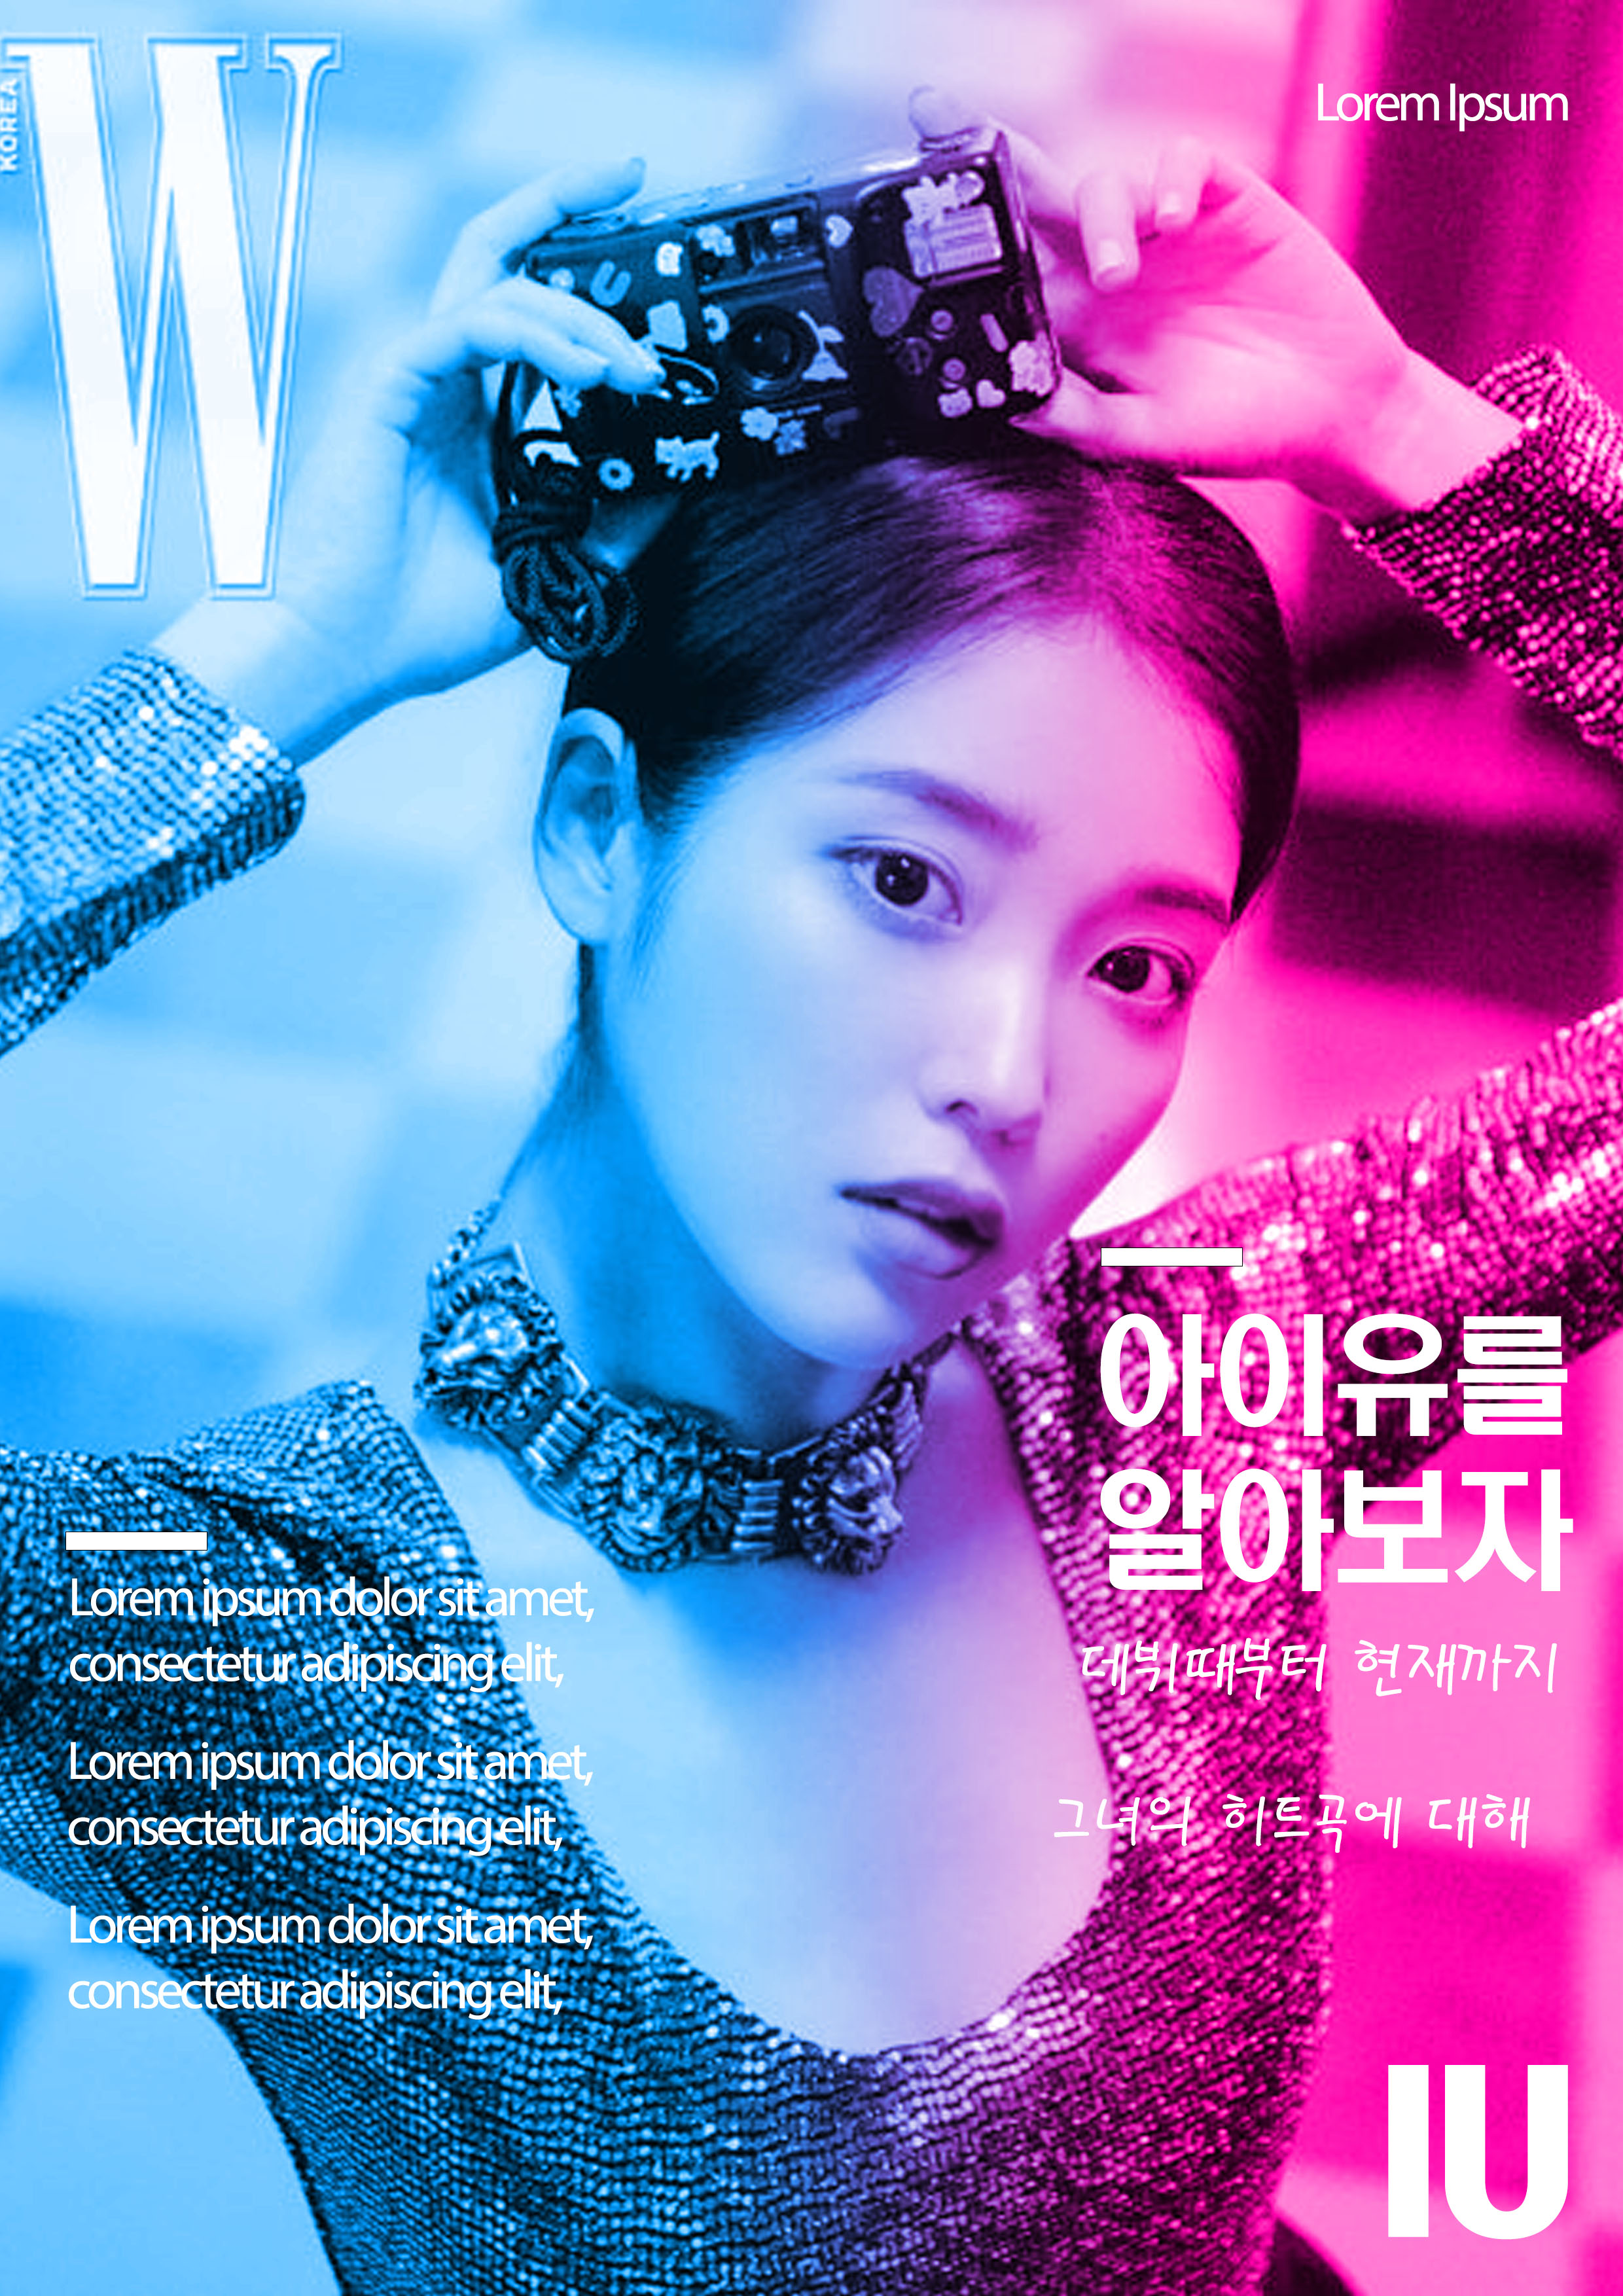 W
KOREA
Lorem Ipsum
아이유를
알아보자
데뷔때부터 현재까지
그녀의 히트곡에 대해
Lorem ipsum dolor sit amet,
consectetur adipiscing elit,
Lorem ipsum dolor sit amet,
consectetur adipiscing elit,
Lorem ipsum dolor sit amet,
consectetur adipiscing elit,
IU